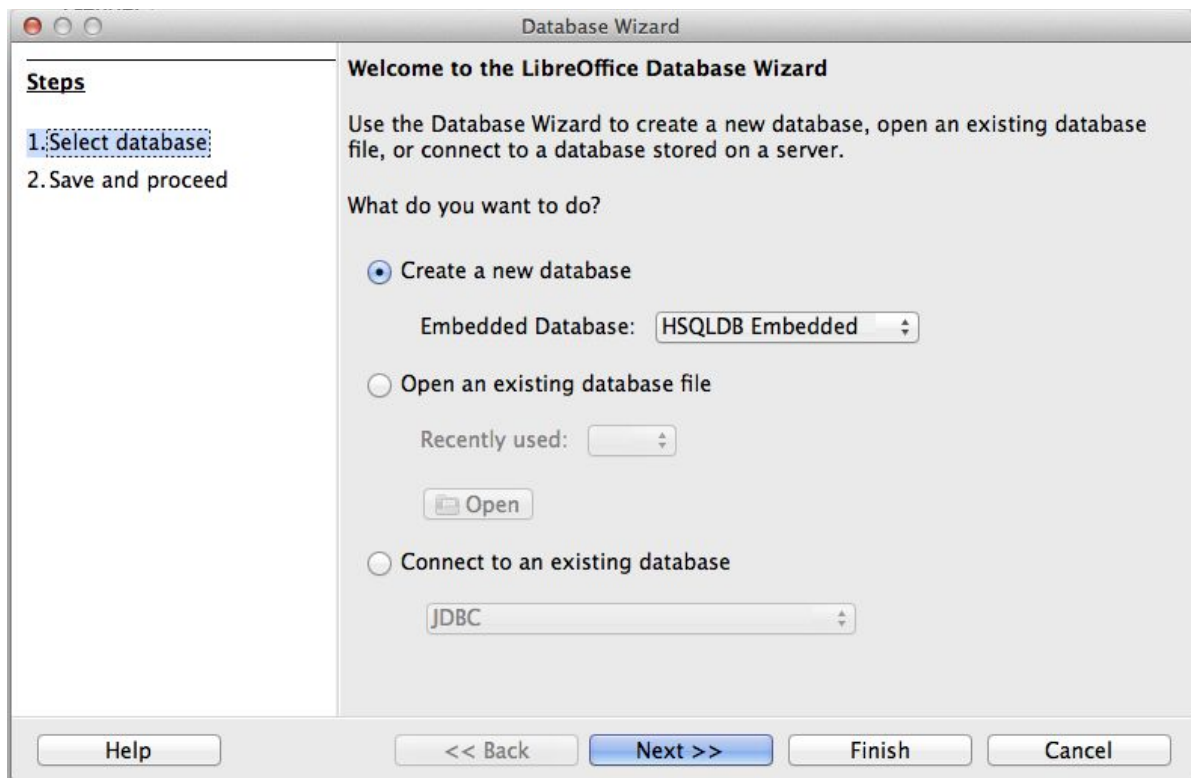 Database Wizard
Steps
1. Select database
2. Save and proceed
Welcome to the LibreOffice Database Wizard
Use the Database Wizard to create a new database, open an existing database
file, or connect to a database stored on a server.
What do you want to do?
Create a new database
Embedded Database: HSQLDB Embedded
Open an existing database file
Recently used:
Open
Connect to an existing database
JDBC
Help << Back Next >> Finish Cancel